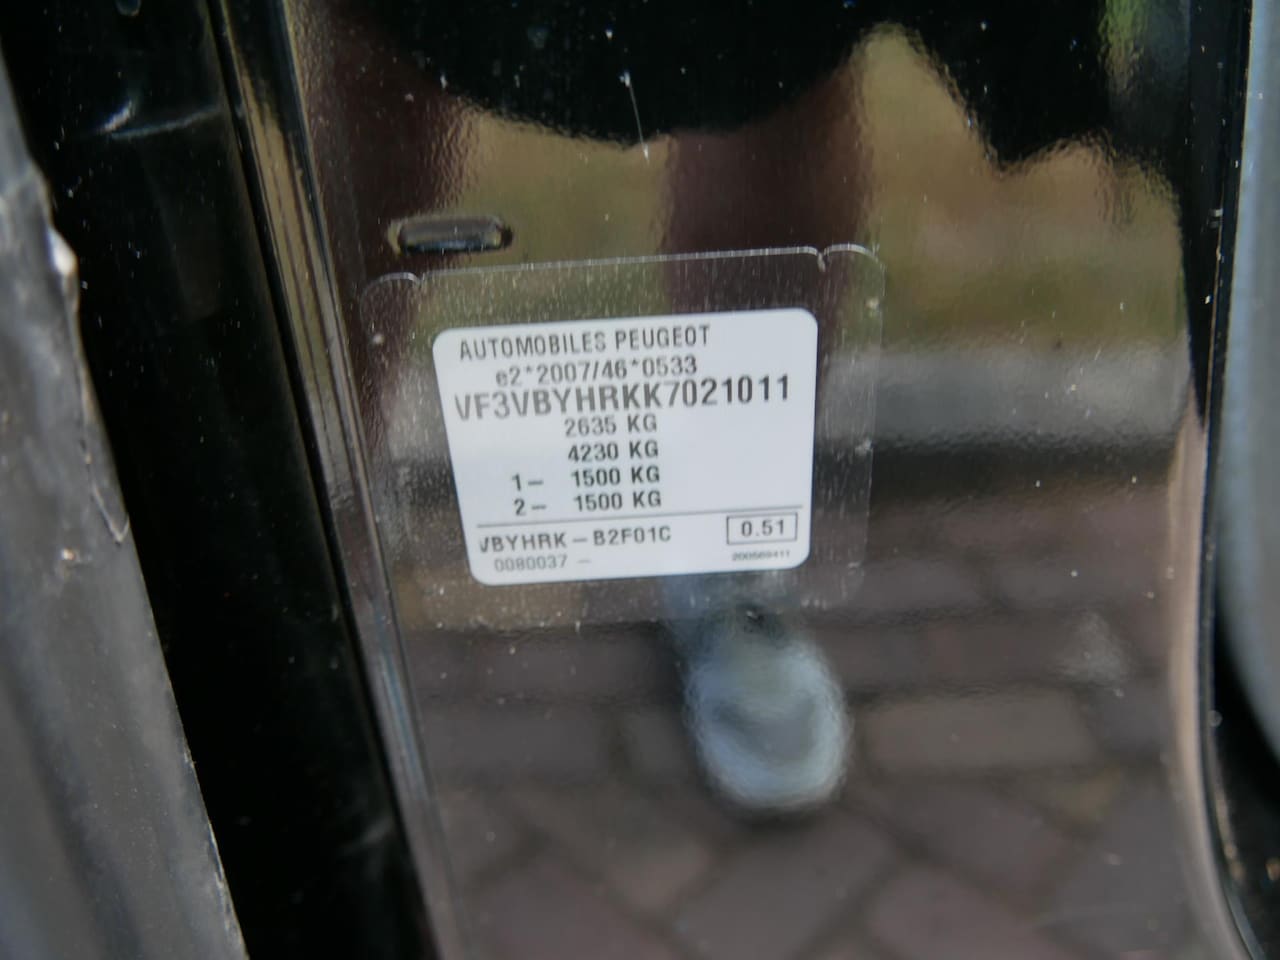 AUTOMOBILES PEUGEOT
e2*2007/46*0533
VF3VBYHRKK7021011
2635 KG
4230 KG
1- 1500 KG
2- 1500 KG
VBYHRK-B2F01C 0.51
0080037 - 200569411